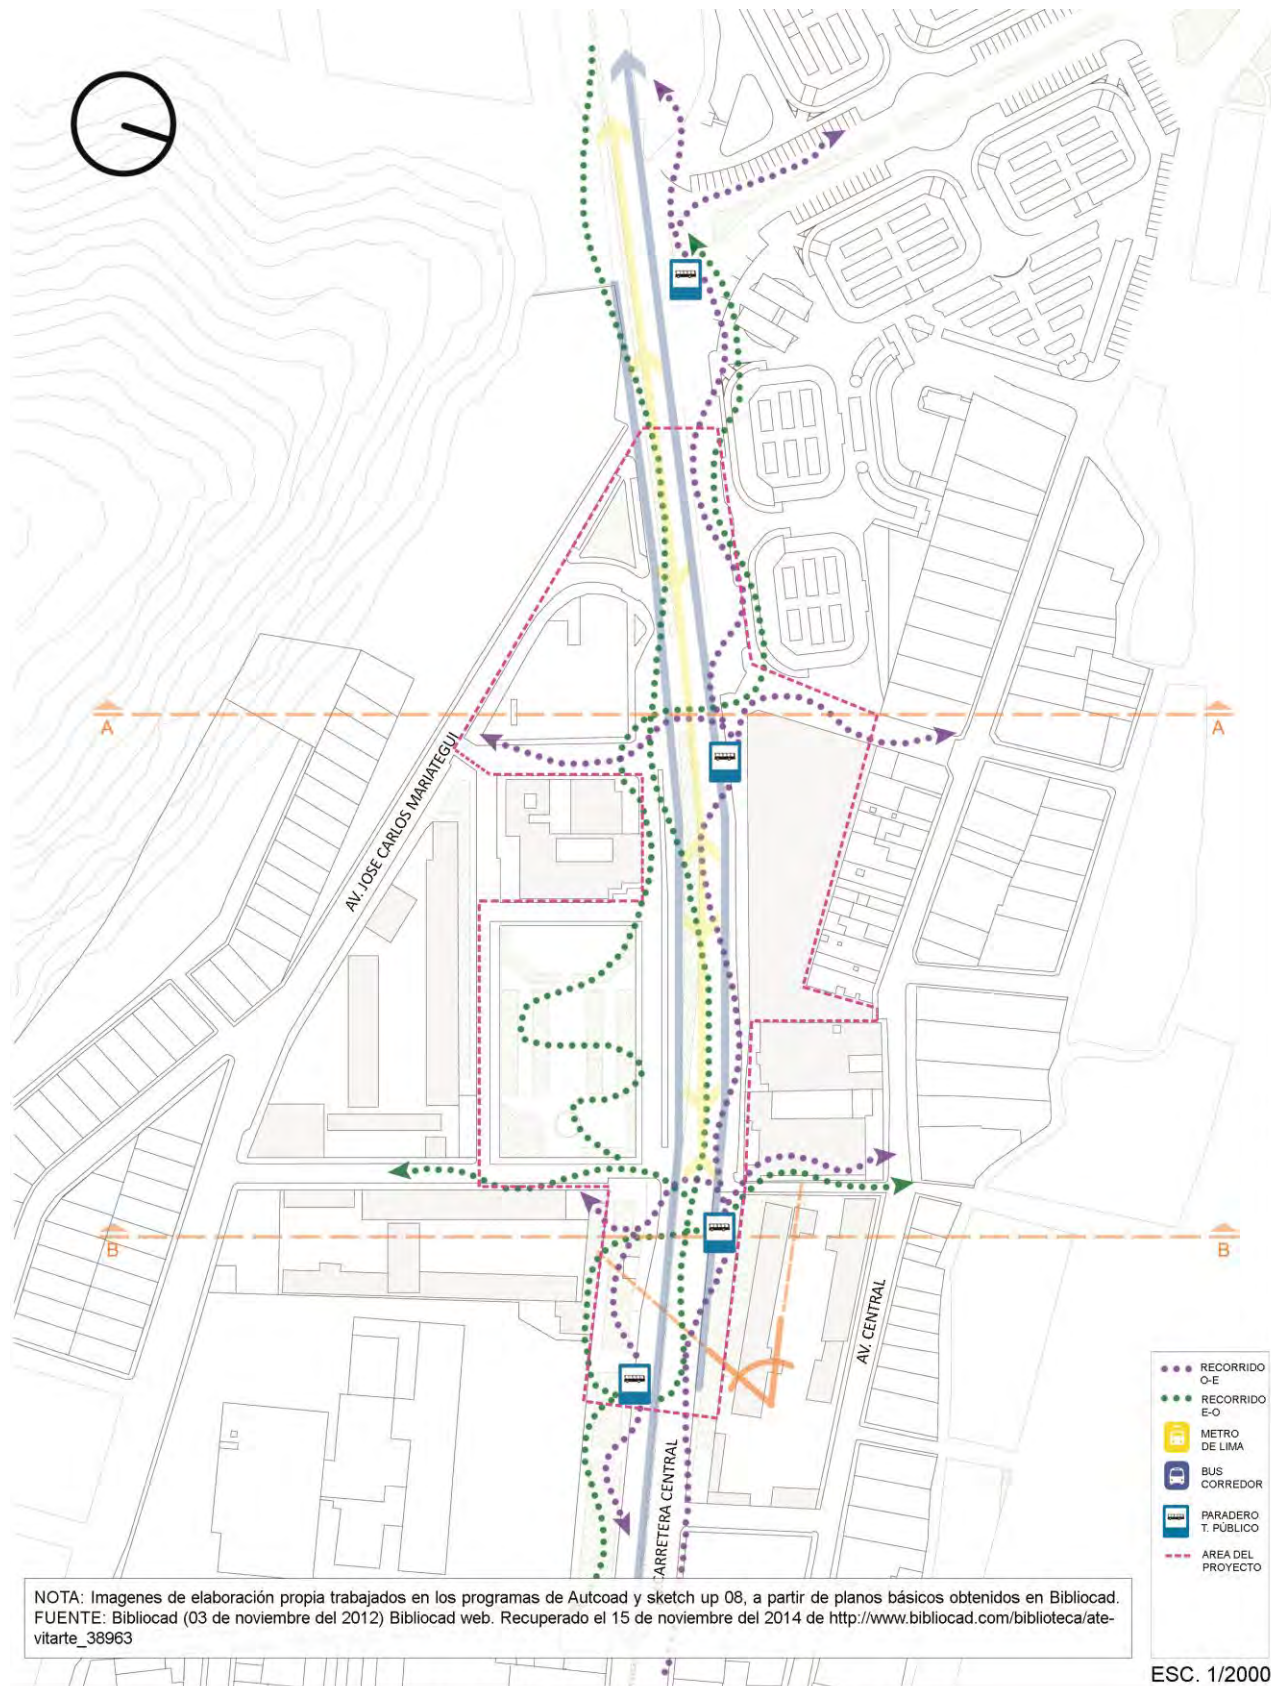 A
A
AV. JOSE CARLOS MARIATEGUI
B
B
AV. CENTRAL
CARRETERA CENTRAL
RECORRIDO
O-E
RECORRIDO
E-O
METRO
DE LIMA
BUS
CORREDOR
PARADERO
T. PÚBLICO
AREA DEL
PROYECTO
NOTA: Imagenes de elaboración propia trabajados en los programas de Autcoad y sketch up 08, a partir de planos básicos obtenidos en Bibliocad.
FUENTE: Bibliocad (03 de noviembre del 2012) Bibliocad web. Recuperado el 15 de noviembre del 2014 de http://www.bibliocad.com/biblioteca/ate-
vitarte_38963
ESC. 1/2000